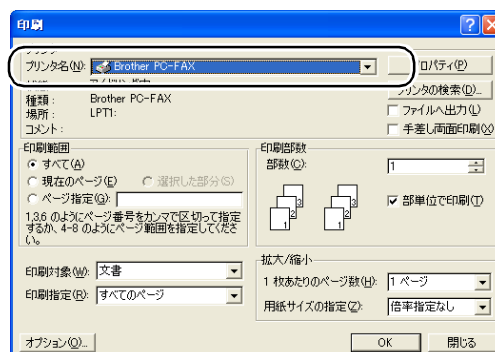 印刷
プリンタ名(N): Brother PC-FAX
ロパティ(P)
種類: Brother PC-FAX
プリンタの検索(D)...
場所: LPT1:
ファイルへ出力(L)
コメント:
手差し両面印刷(X)
印刷範囲
すべて(A)
現在のページ(E) 選択した部分(S)
ページ指定(G):
1,3,6 のようにページ番号をカンマで区切って指定
するか、4-8 のようにページ範囲を指定してくださ
い。
印刷部数
部数(C): 1
部単位で印刷(T)
印刷対象(W): 文書
印刷指定(R): すべてのページ
拡大/縮小
1 枚あたりのページ数(H): 1 ページ
用紙サイズの指定(Z): 倍率指定なし
オプション(O)...
OK
閉じる